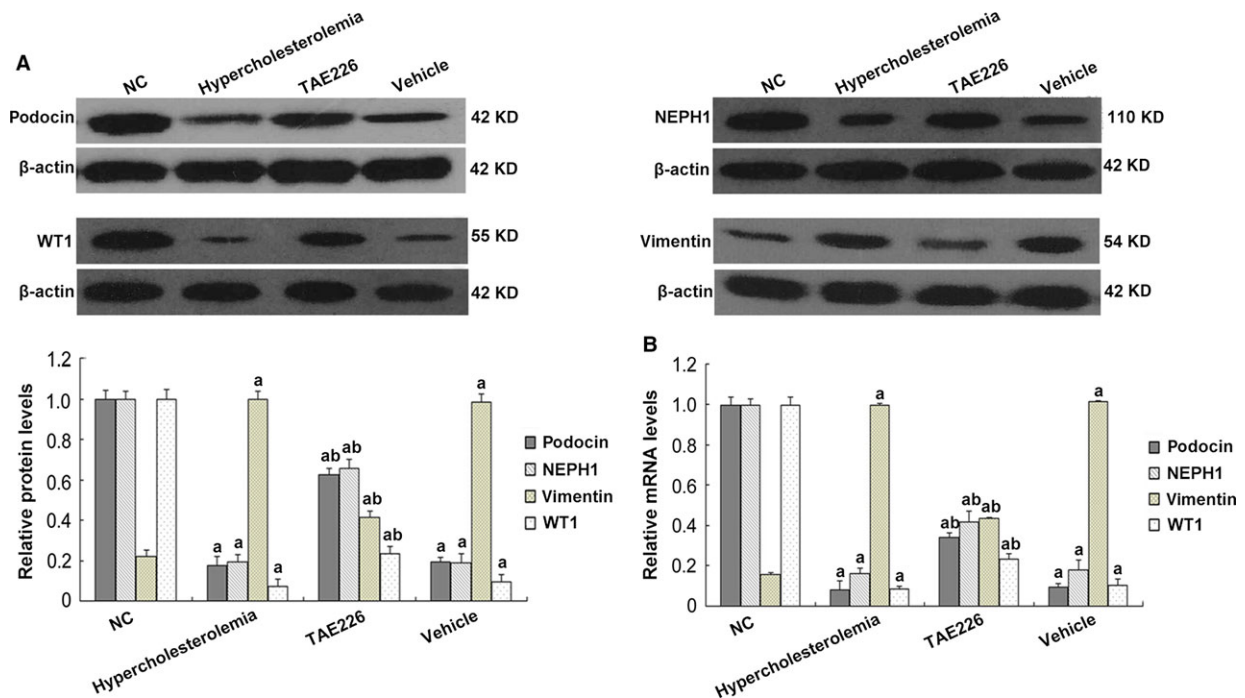 A
NC Hypercholesterolemia TAE226 Vehicle
Podocin 42 KD
β-actin 42 KD
WT1 55 KD
β-actin 42 KD
NC Hypercholesterolemia TAE226 Vehicle
NEPH1 110 KD
β-actin 42 KD
Vimentin 54 KD
β-actin 42 KD
Relative protein levels
1.2
1.0
0.8
0.6
0.4
0.2
0
a a a a
ab ab ab ab
a a a a
NC Hypercholesterolemia TAE226 Vehicle
Podocin
NEPH1
Vimentin
WT1
B
Relative mRNA levels
1.2
1.0
0.8
0.6
0.4
0.2
0
a a a a
ab ab ab ab
a a a a
NC Hypercholesterolemia TAE226 Vehicle
Podocin
NEPH1
Vimentin
WT1